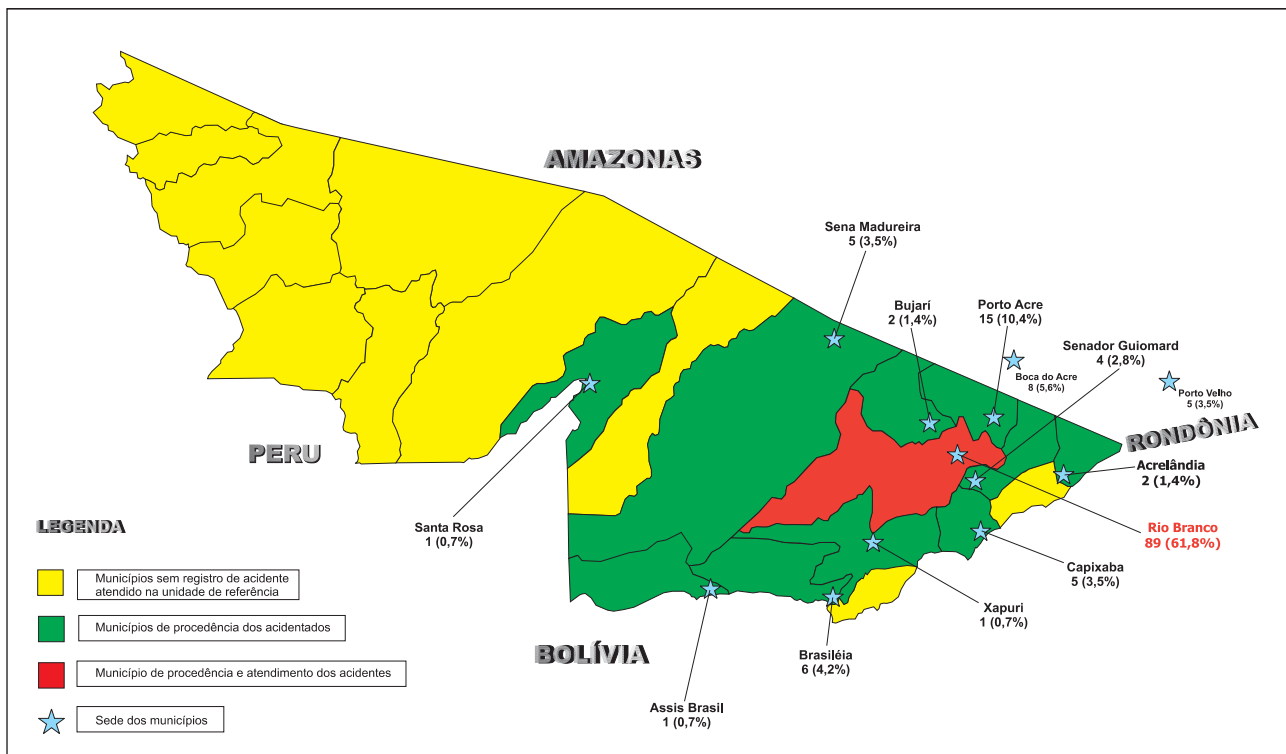 AMAZONAS
Sena Madureira
5 (3,5%)
Bujarí
2 (1,4%)
Porto Acre
15 (10,4%)
Senador Guiomard
4 (2,8%)
Boca do Acre
8 (5,6%)
Porto Velho
5 (3,5%)
RONDÔNIA
PERU
Acrelândia
2 (1,4%)
Santa Rosa
1 (0,7%)
Rio Branco
89 (61,8%)
Capixaba
5 (3,5%)
Xapuri
1 (0,7%)
BOLÍVIA
Brasiléia
6 (4,2%)
Assis Brasil
1 (0,7%)
LEGENDA
Municípios sem registro de acidente
atendido na unidade de referência
Municípios de procedência dos acidentados
Município de procedência e atendimento dos acidentes
Sede dos municípios